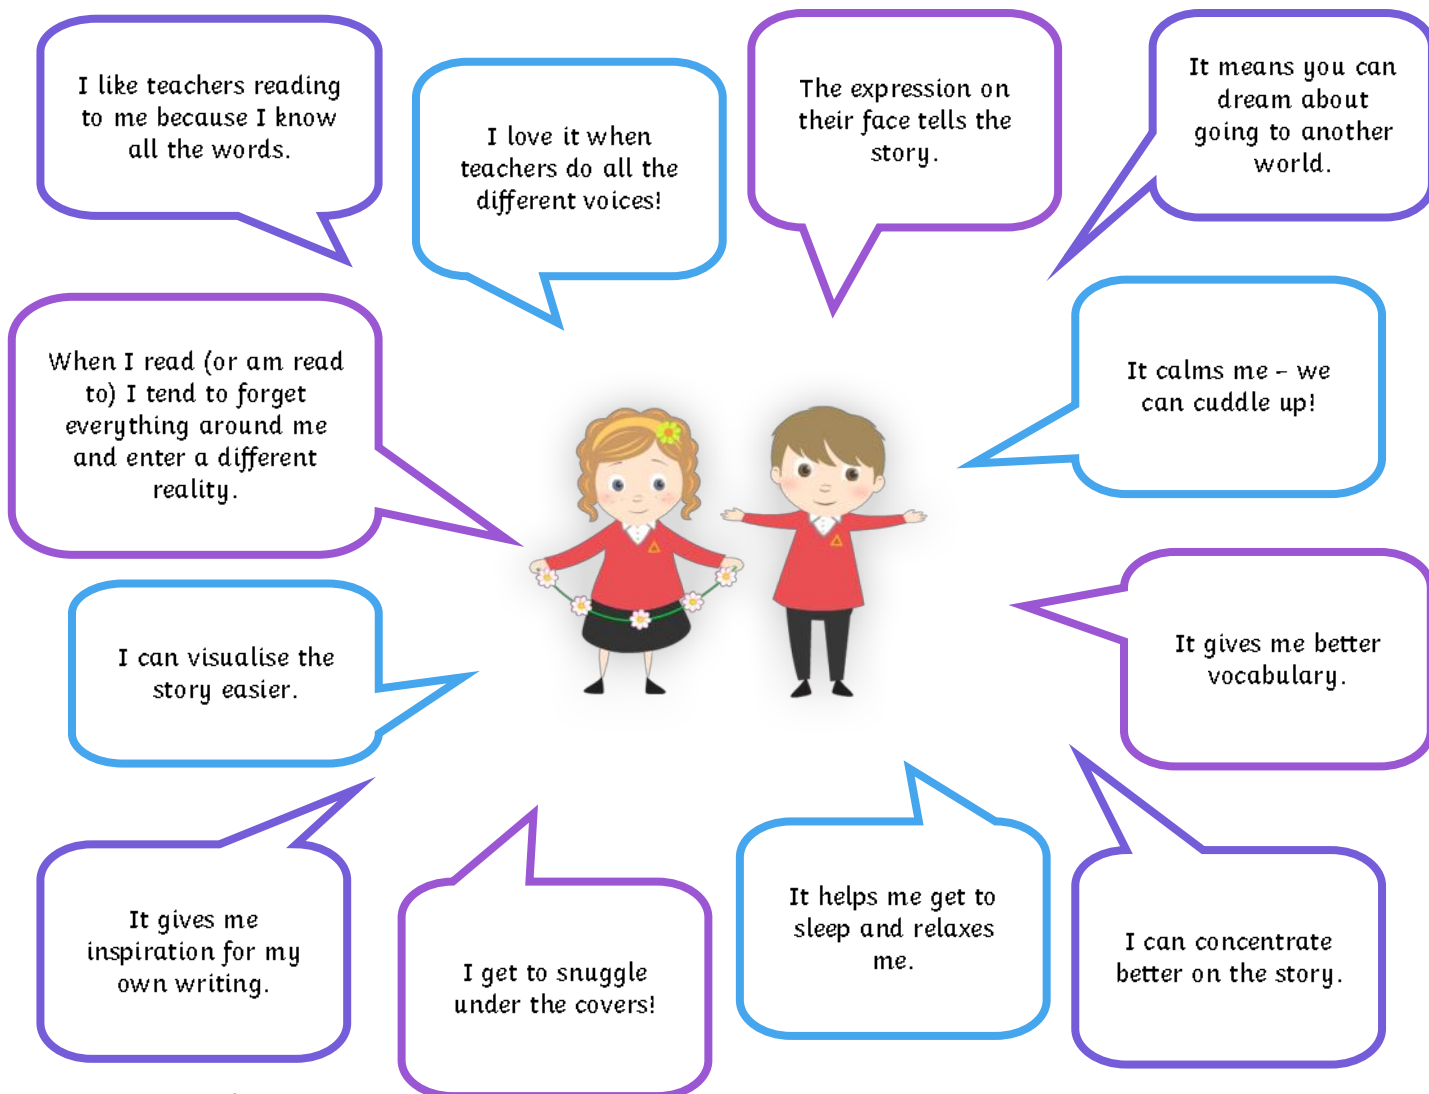 I like teachers reading
to me because I know
all the words.
I love it when
teachers do all the
different voices!
The expression on
their face tells the
story.
It means you can
dream about
going to another
world.
When I read (or am read
to) I tend to forget
everything around me
and enter a different
reality.
It calms me – we
can cuddle up!
I can visualise the
story easier.
It gives me better
vocabulary.
It gives me
inspiration for my
own writing.
I get to snuggle
under the covers!
It helps me get to
sleep and relaxes
me.
I can concentrate
better on the story.